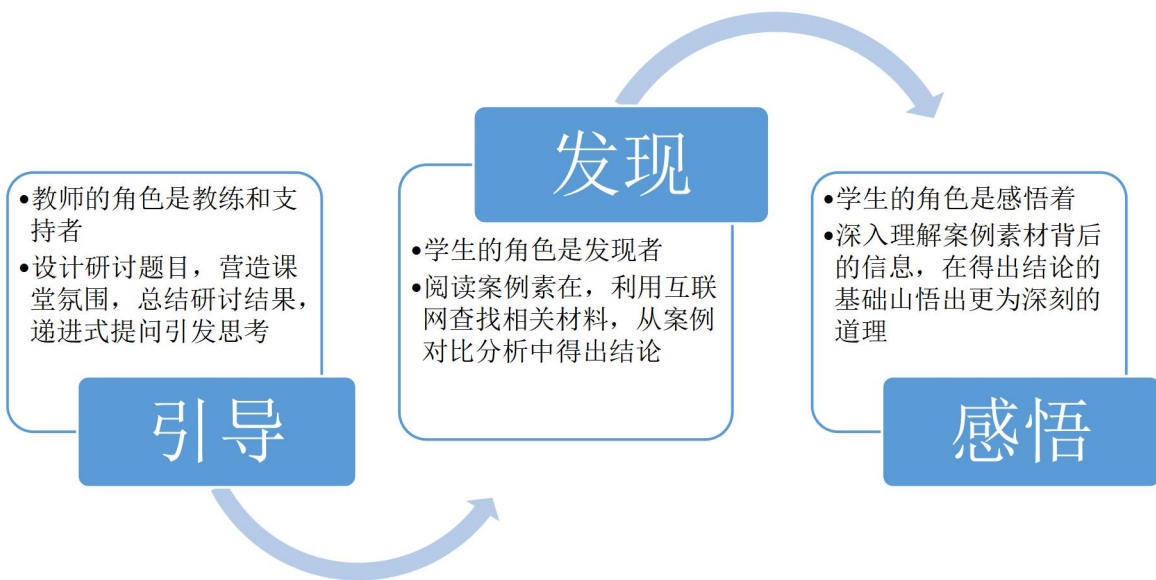 •教师的角色是教练和支
持者
•设计研讨题目，营造课
堂氛围，总结研讨结果，
递进式提问引发思考
引导
发现
•学生的角色是发现者
•阅读案例素在，利用互联
网查找相关材料，从案例
对比分析中得出结论
•学生的角色是感悟着
•深入理解案例素材背后
的信息，在得出结论的
基础山悟出更为深刻的
道理
感悟